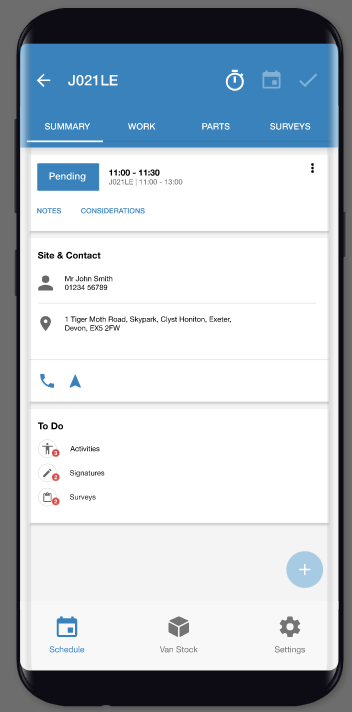 J021LE
SUMMARY WORK PARTS SURVEYS
Pending
11:00 - 11:30
J021LE | 11:00 - 13:00
NOTES CONSIDERATIONS
Site & Contact
Mr John Smith
01234 56789
1 Tiger Moth Road, Skypark, Clyst Honiton, Exeter,
Devon, EX5 2FW
To Do
3 Activities
2 Signatures
2 Surveys
Schedule Van Stock Settings